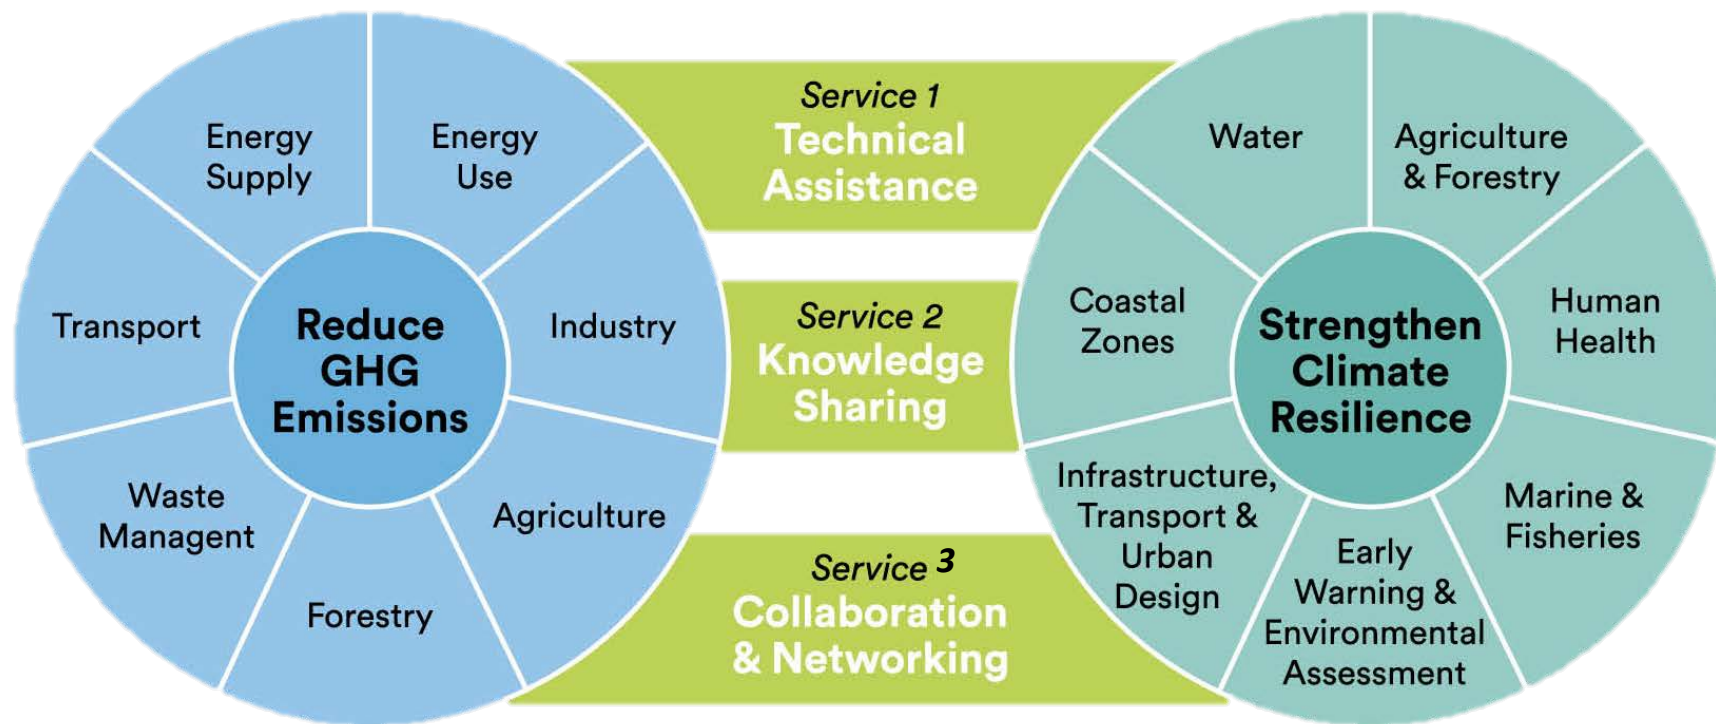 Energy
Supply
Energy
Use
Industry
Agriculture
Forestry
Waste
Managent
Transport
Reduce
GHG
Emissions
Service 1
Technical
Assistance
Service 2
Knowledge
Sharing
Service 3
Collaboration
& Networking
Water
Agriculture
& Forestry
Human
Health
Marine &
Fisheries
Early
Warning &
Environmental
Assessment
Infrastructure,
Transport &
Urban
Design
Coastal
Zones
Strengthen
Climate
Resilience